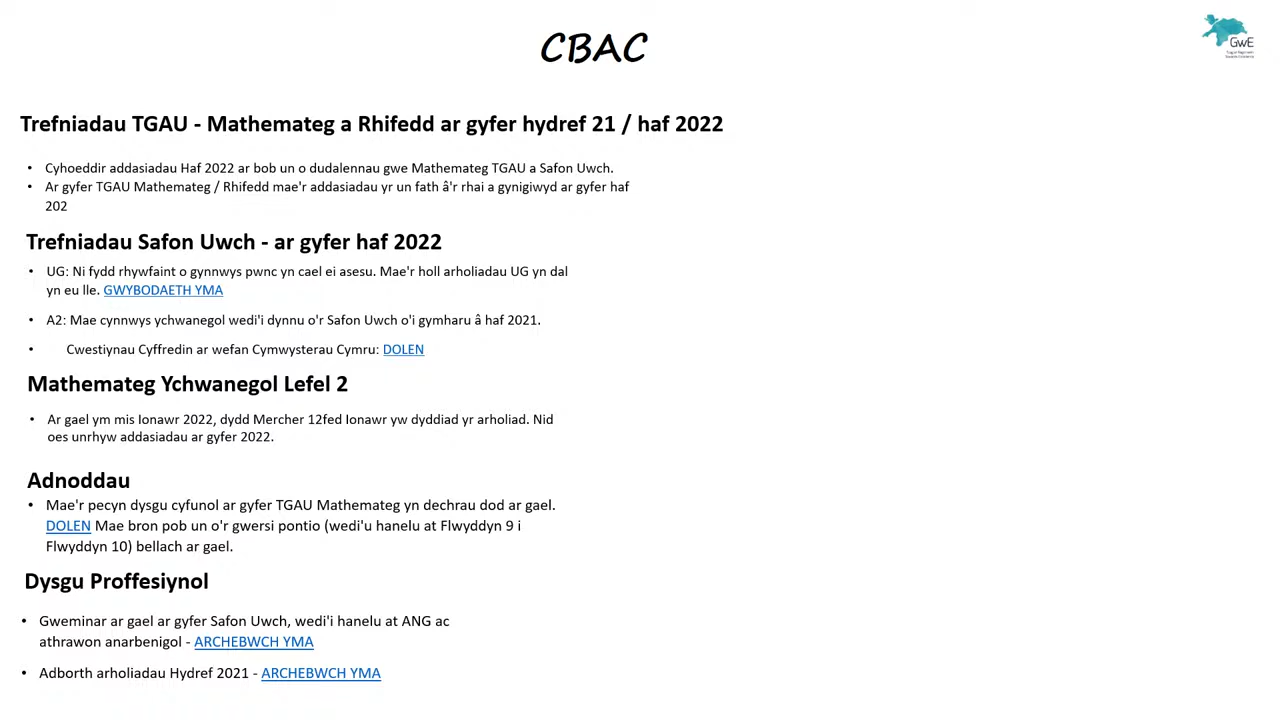 CBAC
GwE
Trefniadau TGAU - Mathemateg a Rhifedd ar gyfer hydref 21 / haf 2022
• Cyhoeddir addasiadau Haf 2022 ar bob un o dudalennau gwe Mathemateg TGAU a Safon Uwch.
• Ar gyfer TGAU Mathemateg / Rhifedd mae'r addasiadau yr un fath â'r rhai a gynigiwyd ar gyfer haf
202
Trefniadau Safon Uwch - ar gyfer haf 2022
• UG: Ni fydd rhywfaint o gynnwys pwnc yn cael ei asesu. Mae'r holl arholiadau UG yn dal
yn eu lle. GWYBODAETH YMA
• A2: Mae cynnwys ychwanegol wedi'i dynnu o'r Safon Uwch o'i gymharu â haf 2021.
• Cwestiynau Cyffredin ar wefan Cymwysterau Cymru: DOLEN
Mathemateg Ychwanegol Lefel 2
• Ar gael ym mis Ionawr 2022, dydd Mercher 12fed Ionawr yw dyddiad yr arholiad. Nid
oes unrhyw addasiadau ar gyfer 2022.
Adnoddau
• Mae'r pecyn dysgu cyfunol ar gyfer TGAU Mathemateg yn dechrau dod ar gael.
DOLEN Mae bron pob un o'r gwersi pontio (wedi'u hanelu at Flwyddyn 9 i
Flwyddyn 10) bellach ar gael.
Dysgu Proffesiynol
• Gweminar ar gael ar gyfer Safon Uwch, wedi'i hanelu at ANG ac
athrawon anarbenigol - ARCHEBWCH YMA
• Adborth arholiadau Hydref 2021 - ARCHEBWCH YMA